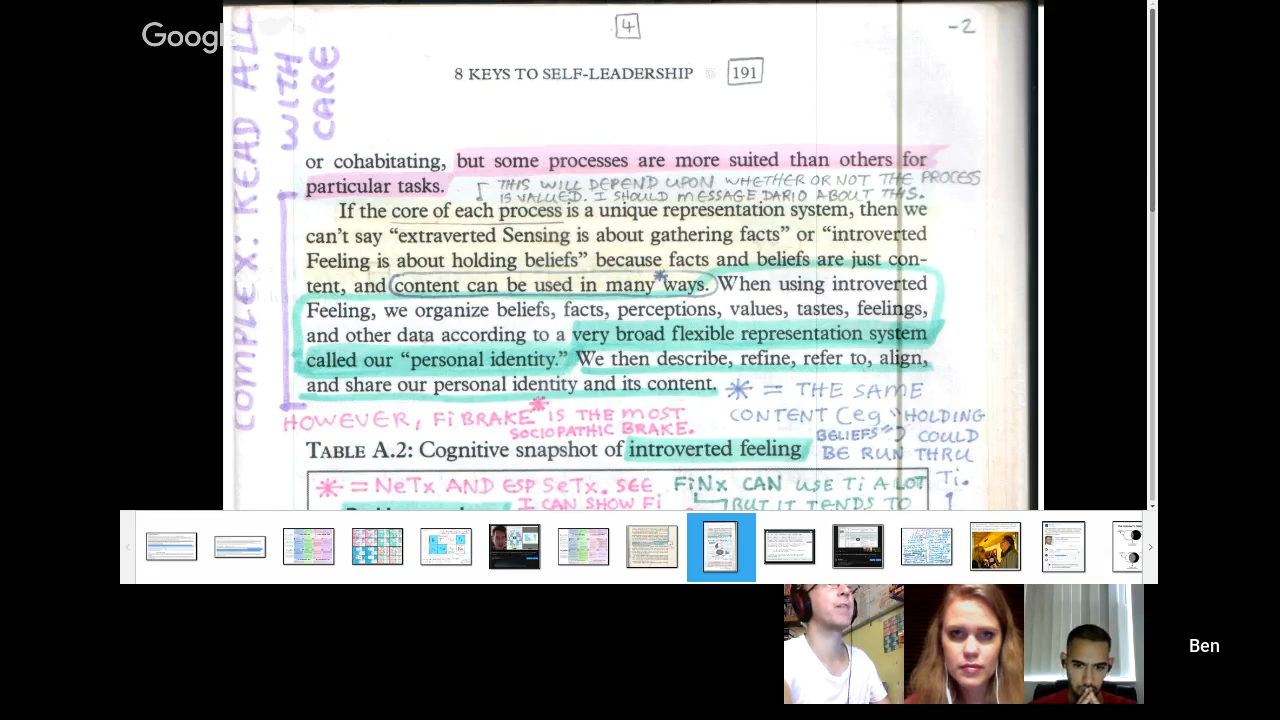 Google
4
-2
8 KEYS TO SELF-LEADERSHIP 191
COMPLEX: READ ALL
WITH
CARE
or cohabitating, but some processes are more suited than others for
particular tasks.
THIS WILL DEPEND UPON WHETHER OR NOT THE PROCESS
IS VALUED. I SHOULD MESSAGE DARIO ABOUT THIS.
If the core of each process is a unique representation system, then we
can't say “extraverted Sensing is about gathering facts” or “introverted
Feeling is about holding beliefs” because facts and beliefs are just con-
tent, and content can be used in many* ways. When using introverted
Feeling, we organize beliefs, facts, perceptions, values, tastes, feelings,
and other data according to a very broad flexible representation system
called our “personal identity.” We then describe, refine, refer to, align,
and share our personal identity and its content.
* = THE SAME
CONTENT (eg "HOLDING
BELIEFS") COULD
BE RUN THRU
Ti.
HOWEVER, Fi BRAKE* IS THE MOST
SOCIOPATHIC BRAKE.
TABLE A.2: Cognitive snapshot of introverted feeling
* = NeTx AND ESP SeTx. SEE
I CAN SHOW Fi
FiNx CAN USE Ti A LOT
BUT IT TENDS TO
Ben